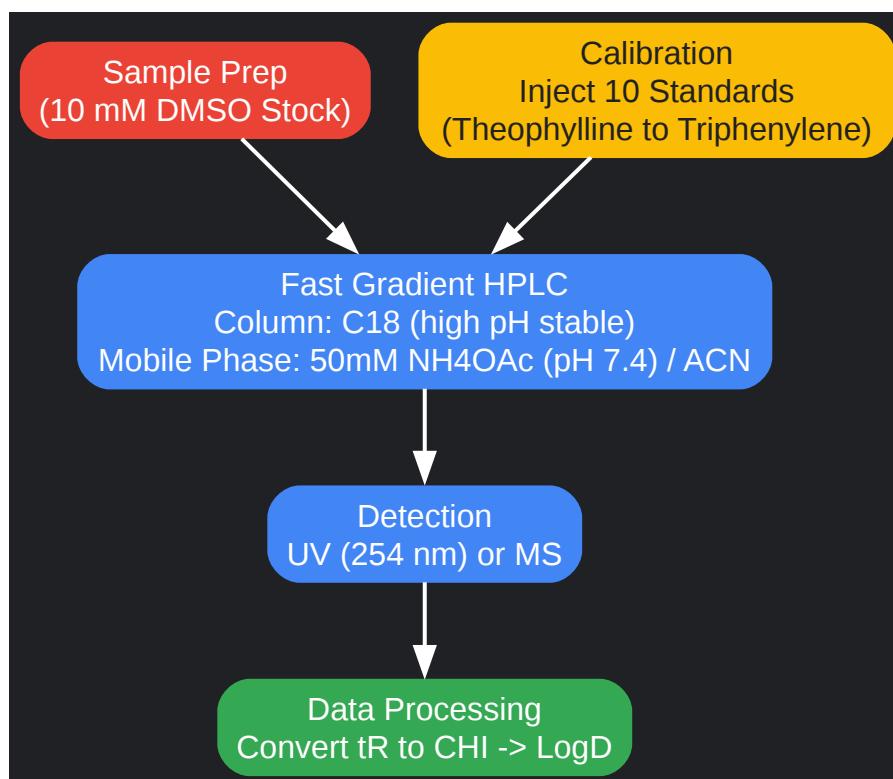 Sample Prep
(10 mM DMSO Stock)
Calibration
Inject 10 Standards
(Theophylline to Triphenylene)
Fast Gradient HPLC
Column: C18 (high pH stable)
Mobile Phase: 50mM NH4OAc (pH 7.4) / ACN
Detection
UV (254 nm) or MS
Data Processing
Convert tR to CHI -> LogD